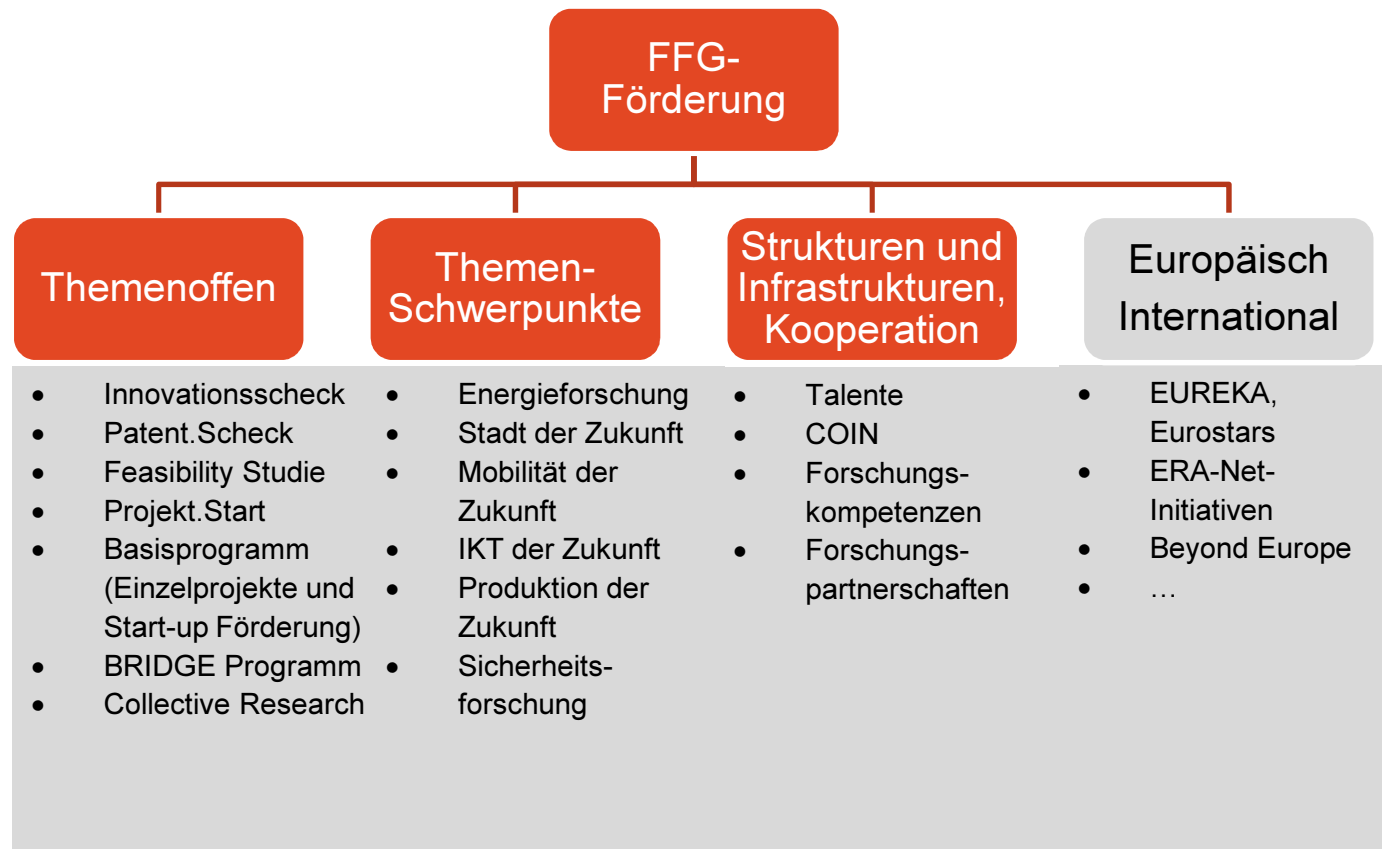 FFG-
Förderung
Themenoffen
Themen-
Schwerpunkte
Strukturen und
Infrastrukturen,
Kooperation
Europäisch
International
• Innovationsscheck
• Patent.Scheck
• Feasibility Studie
• Projekt.Start
• Basisprogramm
(Einzelprojekte und
Start-up Förderung)
• BRIDGE Programm
• Collective Research
• Energieforschung
• Stadt der Zukunft
• Mobilität der
Zukunft
• IKT der Zukunft
• Produktion der
Zukunft
• Sicherheits-
forschung
• Talente
• COIN
• Forschungs-
kompetenzen
• Forschungs-
partnerschaften
• EUREKA,
Eurostars
• ERA-Net-
Initiativen
• Beyond Europe
• …